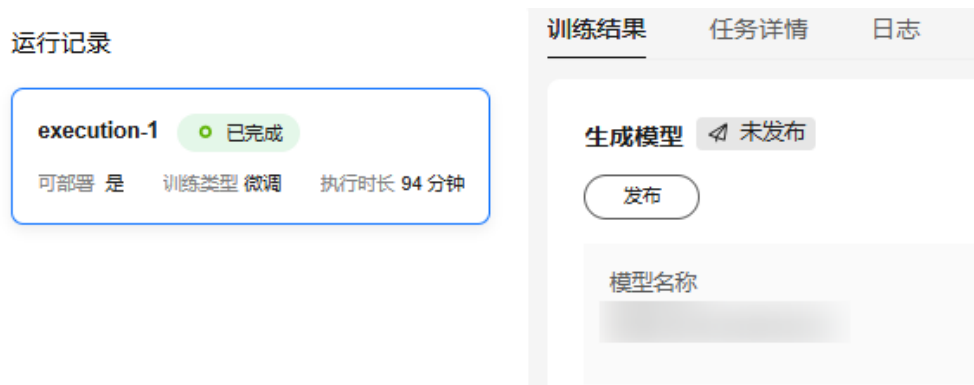 运行记录
execution-1 已完成
可部署 是 训练类型 微调 执行时长 94 分钟
训练结果 任务详情 日志
生成模型 未发布
发布
模型名称